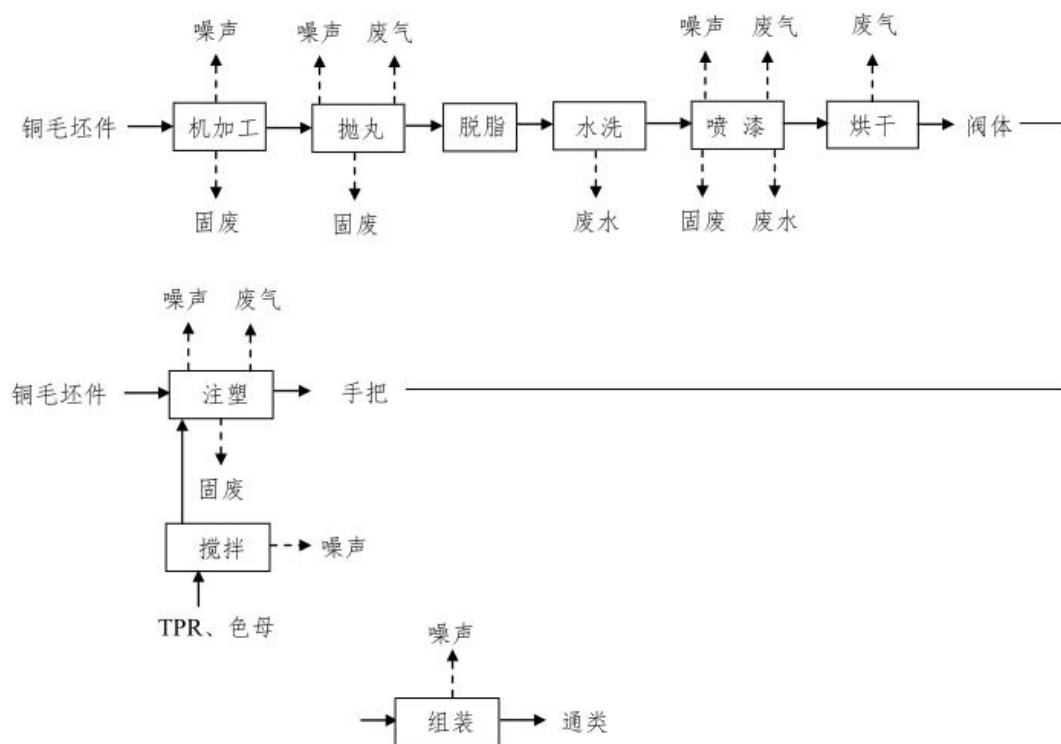 噪声 噪声 废气 噪声 废气 废气
铜毛坯件 机加工 抛丸 脱脂 水洗 喷漆 烘干 阀体
固废 固废 废水 固废 废水
噪声 废气
铜毛坯件 注塑 手把
固废
搅拌 噪声
TPR、色母
噪声
组装 通类